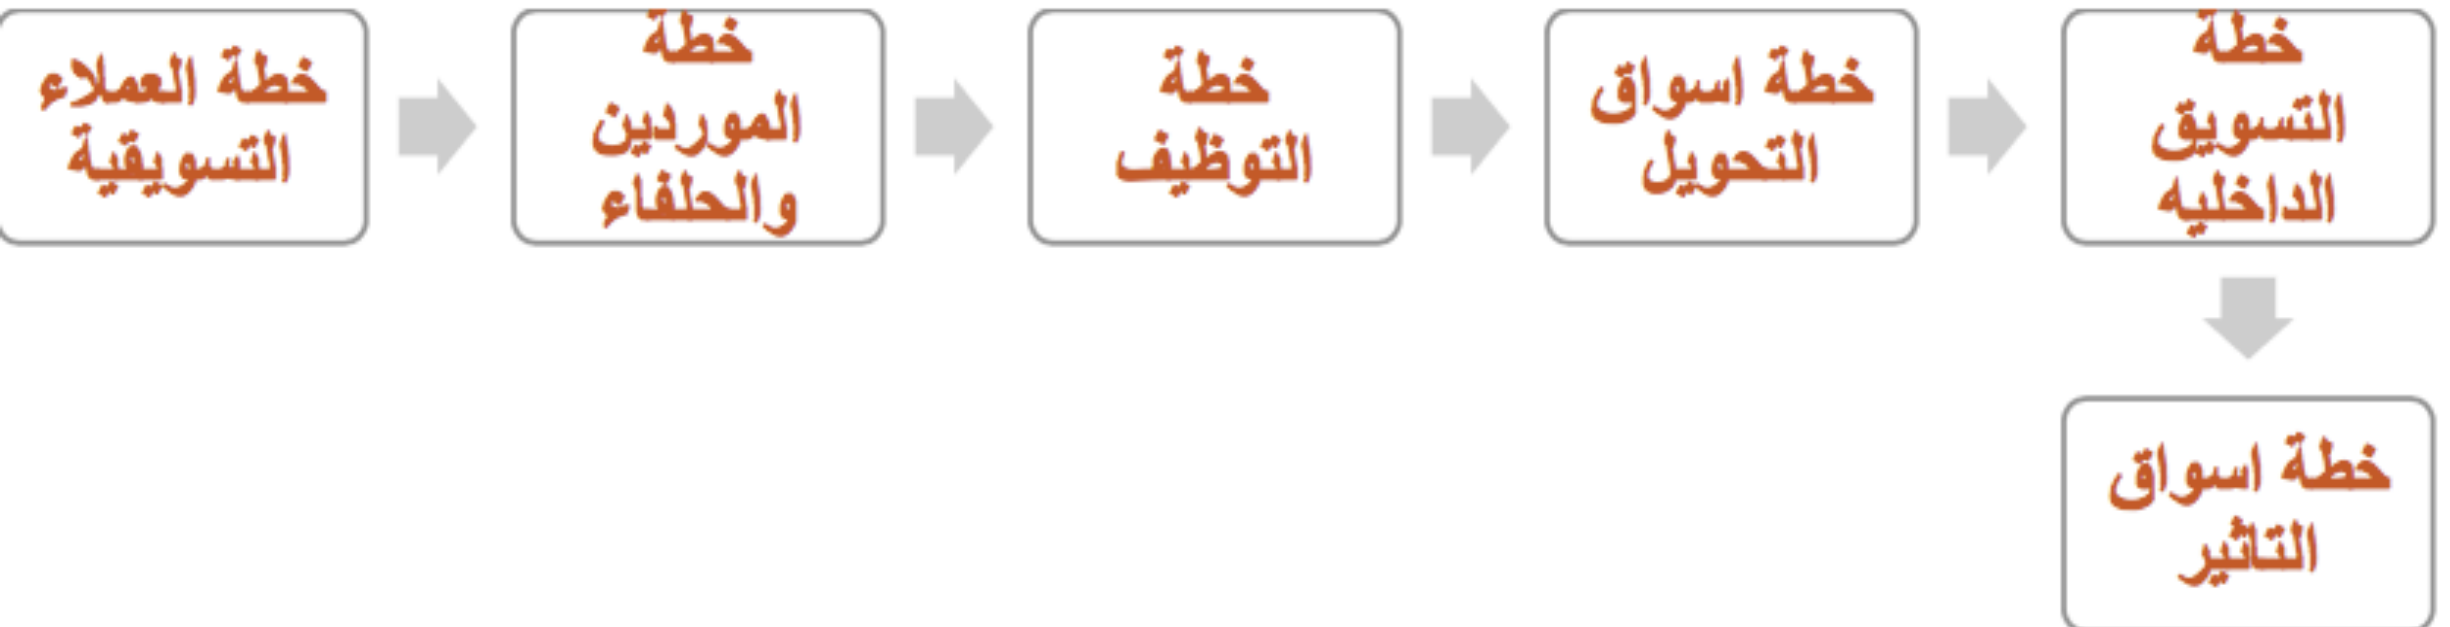 خطة العملاء
التسويقية
خطة
الموردين
والحلفاء
خطة
التوظيف
خطة اسواق
التحويل
خطة
التسويق
الداخليه
خطة اسواق
التاثير